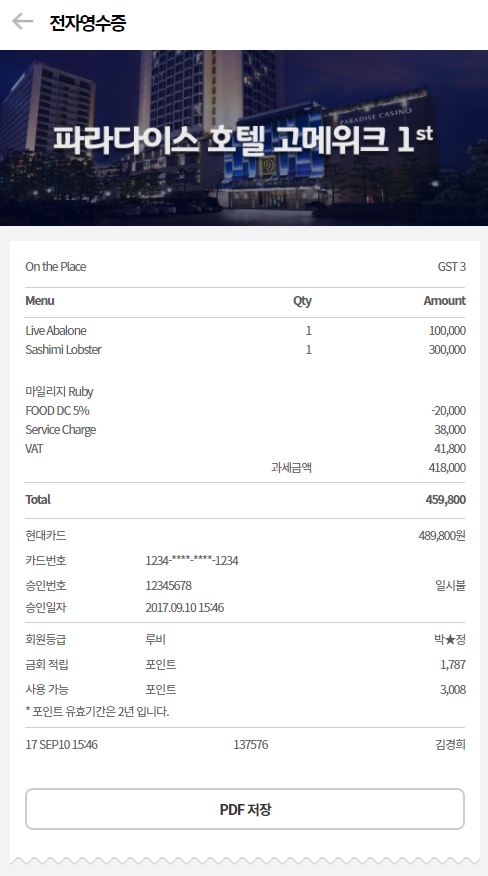 전자영수증
PARADISE CASINO
파라다이스 호텔 고메위크 1st
On the Place GST 3
Menu Qty Amount
Live Abalone 1 100,000
Sashimi Lobster 1 300,000
마일리지 Ruby
FOOD DC 5% -20,000
Service Charge 38,000
VAT 41,800
과세금액 418,000
Total 459,800
현대카드 489,800원
카드번호 1234-****-****-1234
승인번호 12345678 일시불
승인일자 2017.09.10 15:46
회원등급 루비 박★정
금회 적립 포인트 1,787
사용 가능 포인트 3,008
* 포인트 유효기간은 2년 입니다.
17 SEP10 15:46 137576 김경희
PDF 저장